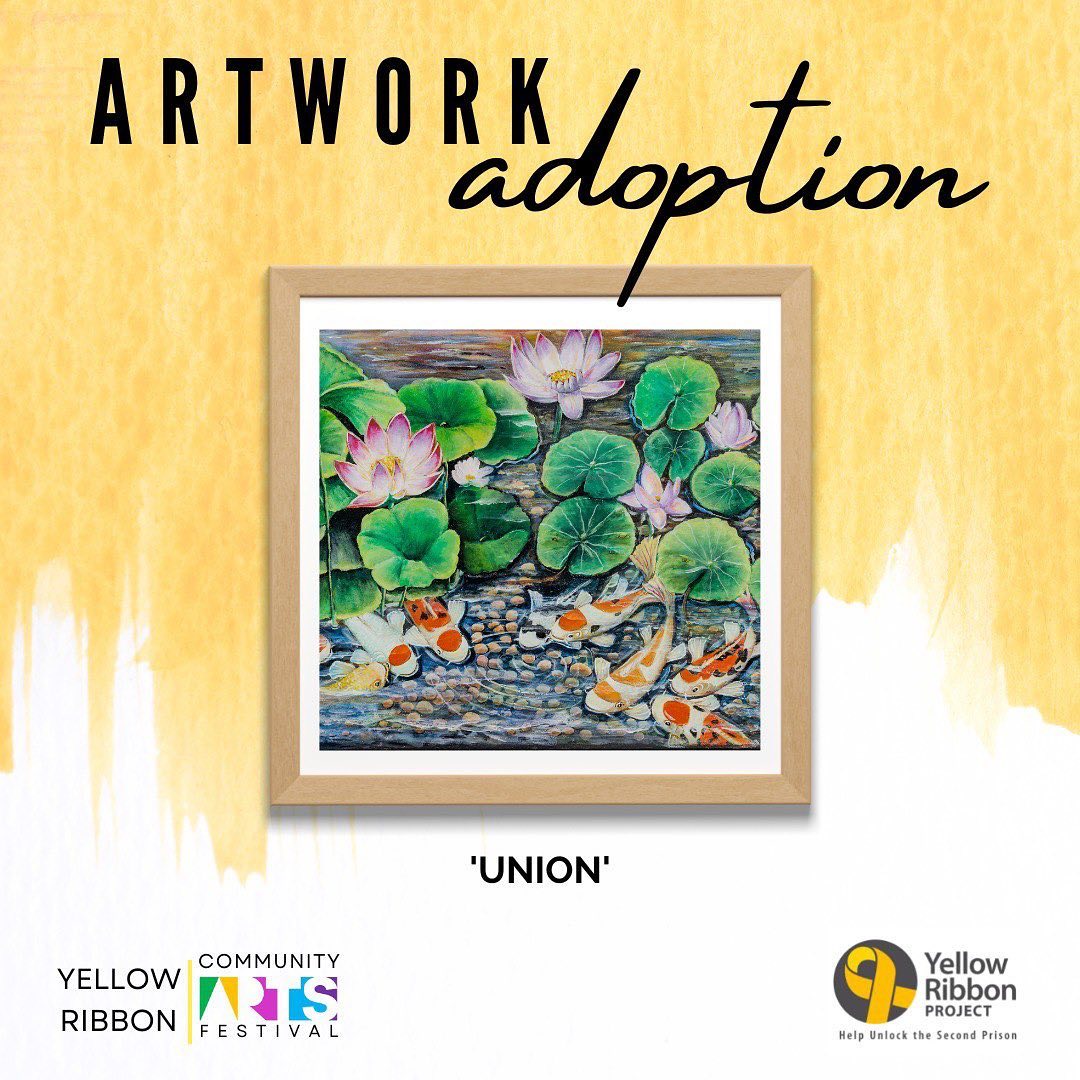 ARTWORK
adoption
'UNION'
YELLOW
RIBBON
COMMUNITY
ARTS
FESTIVAL
Yellow
Ribbon
PROJECT
Help Unlock the Second Prison